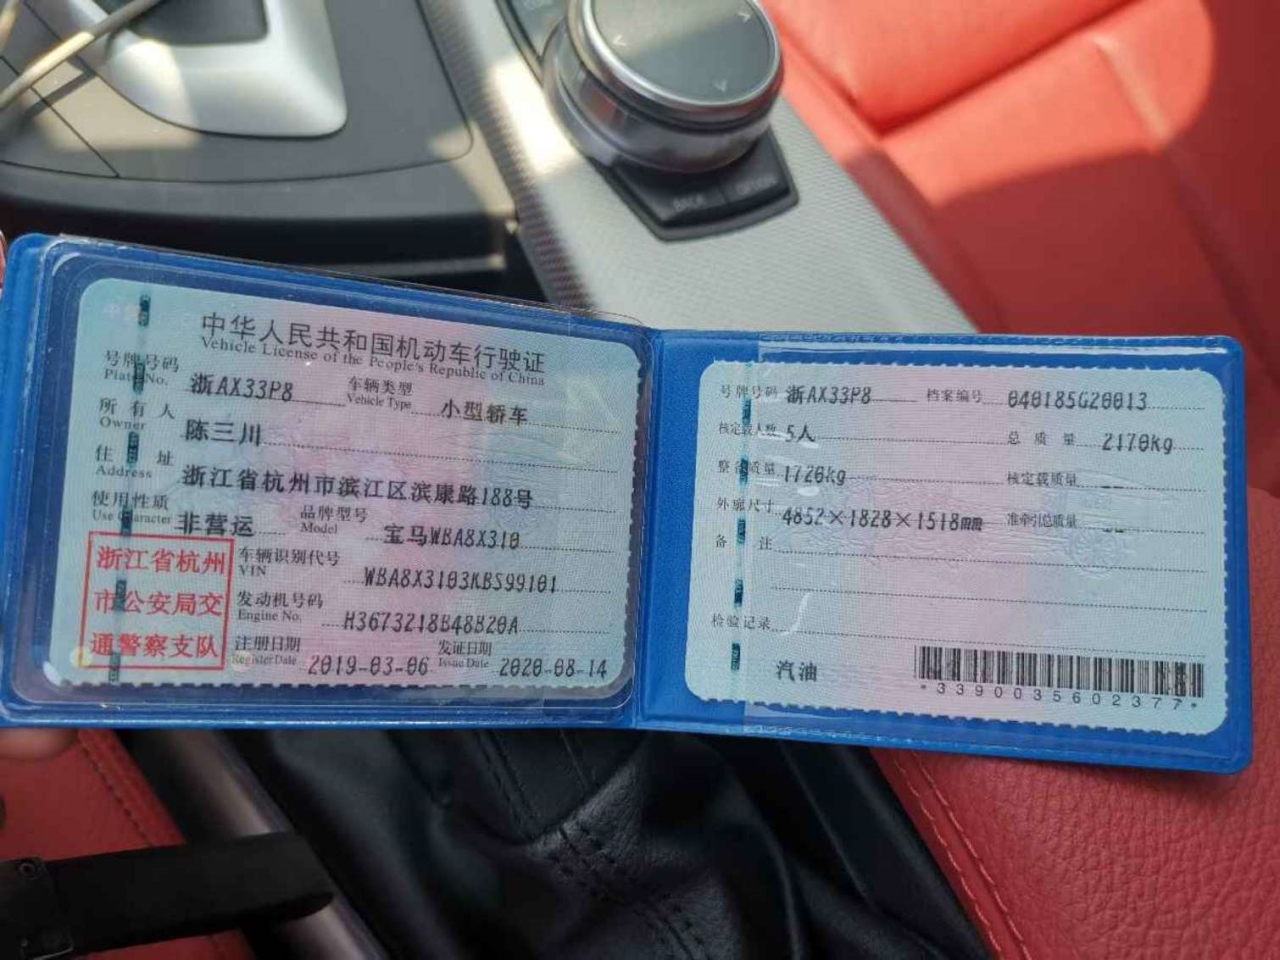 中华人民共和国机动车行驶证
Vehicle License of the People's Republic of China
号牌号码 浙AX33P8 车辆类型 小型轿车
Plate No. Vehicle Type
所有人 陈三川
Owner
住址 浙江省杭州市滨江区滨康路188号
Address
使用性质 非营运 品牌型号 宝马WBA8X310
Use Character Model
浙江省杭州
市公安局交
通警察支队
车辆识别代号 WBA8X3103KBS99101
VIN
发动机号码 H3673218B48B20A
Engine No.
注册日期 2019-03-06 发证日期 2020-08-14
Register Date Issue Date
号牌号码 浙AX33P8 档案编号 040185G20013
核定载人数 5人 总质量 2170kg
整备质量 1720kg 核定载质量 --
外廓尺寸 4852×1828×1518mm 准牵引总质量 --
备注
检验记录
汽油
*3390035602377*